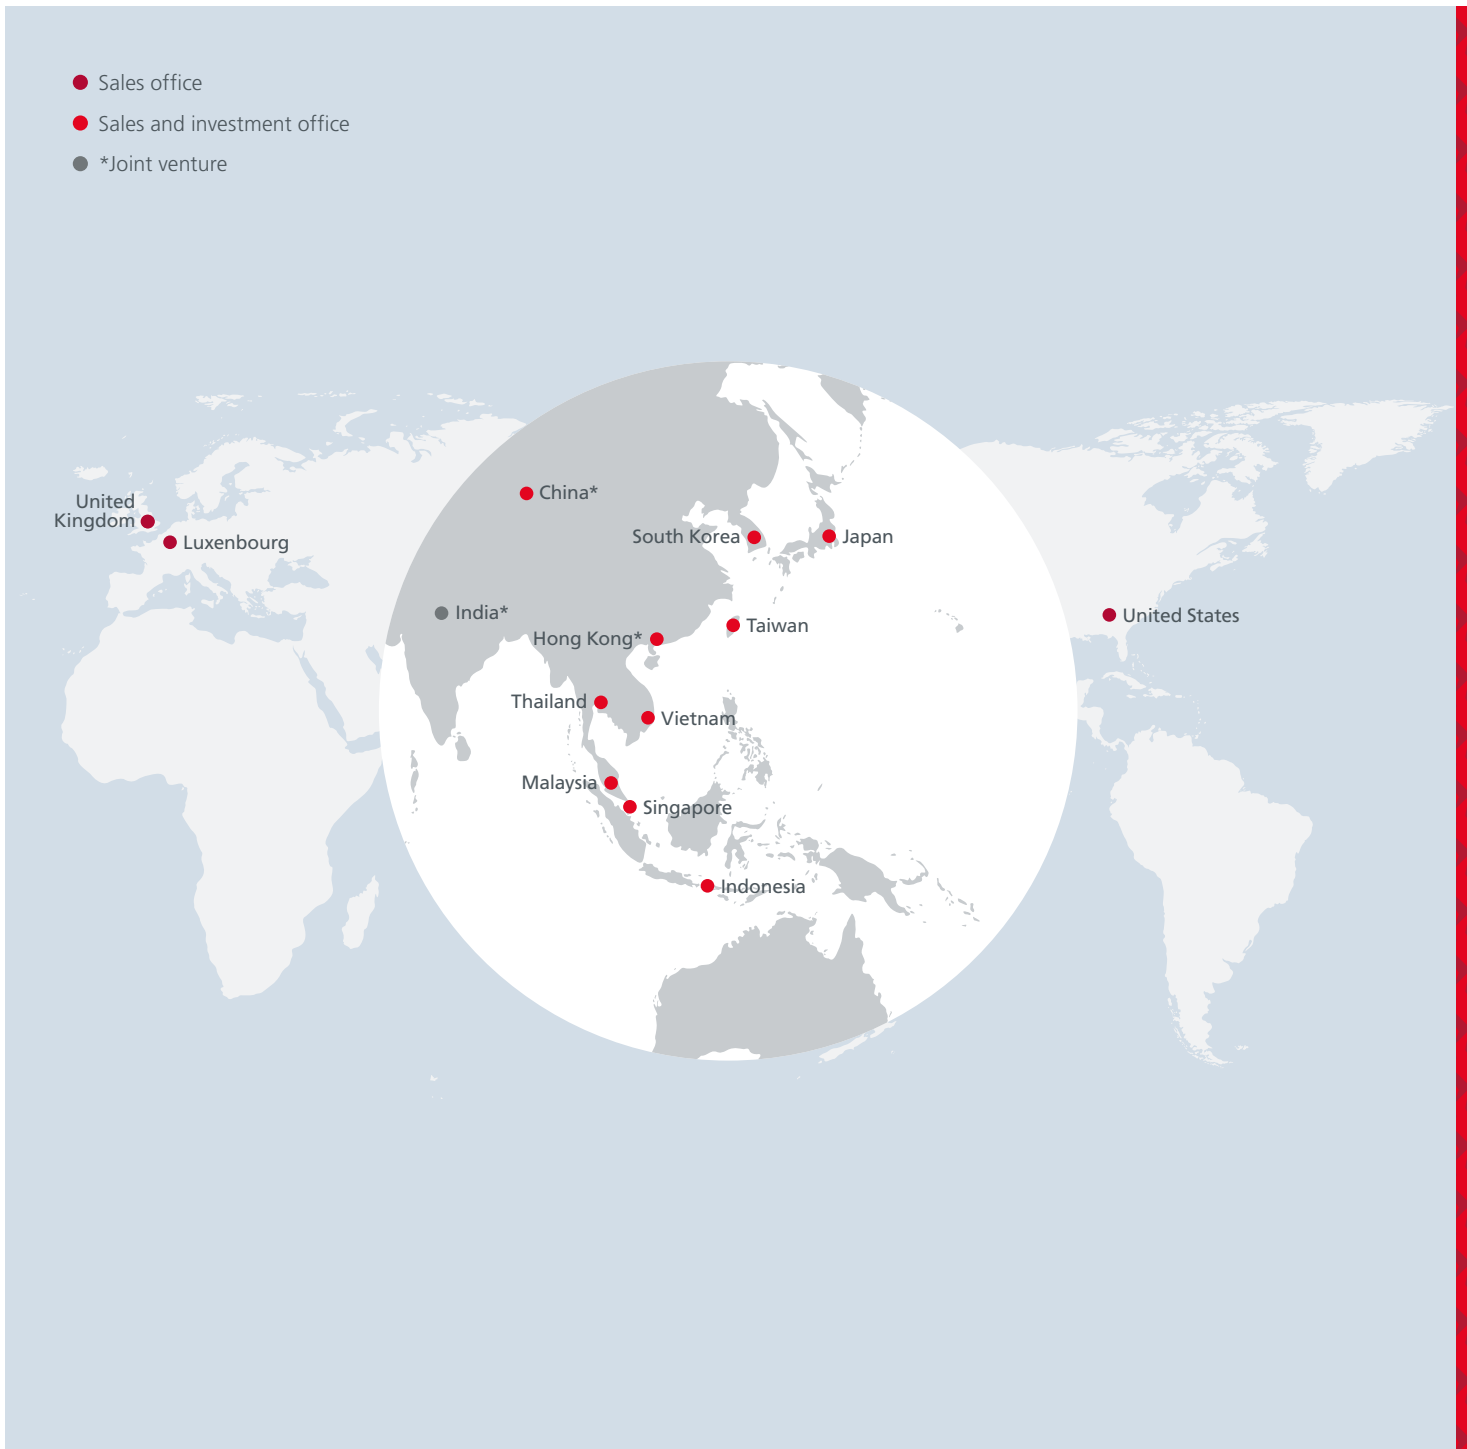 Sales office
Sales and investment office
*Joint venture
China*
United
Kingdom
South Korea
Japan
Luxenbourg
India*
United States
Taiwan
Hong Kong*
Thailand
Vietnam
Malaysia
Singapore
Indonesia